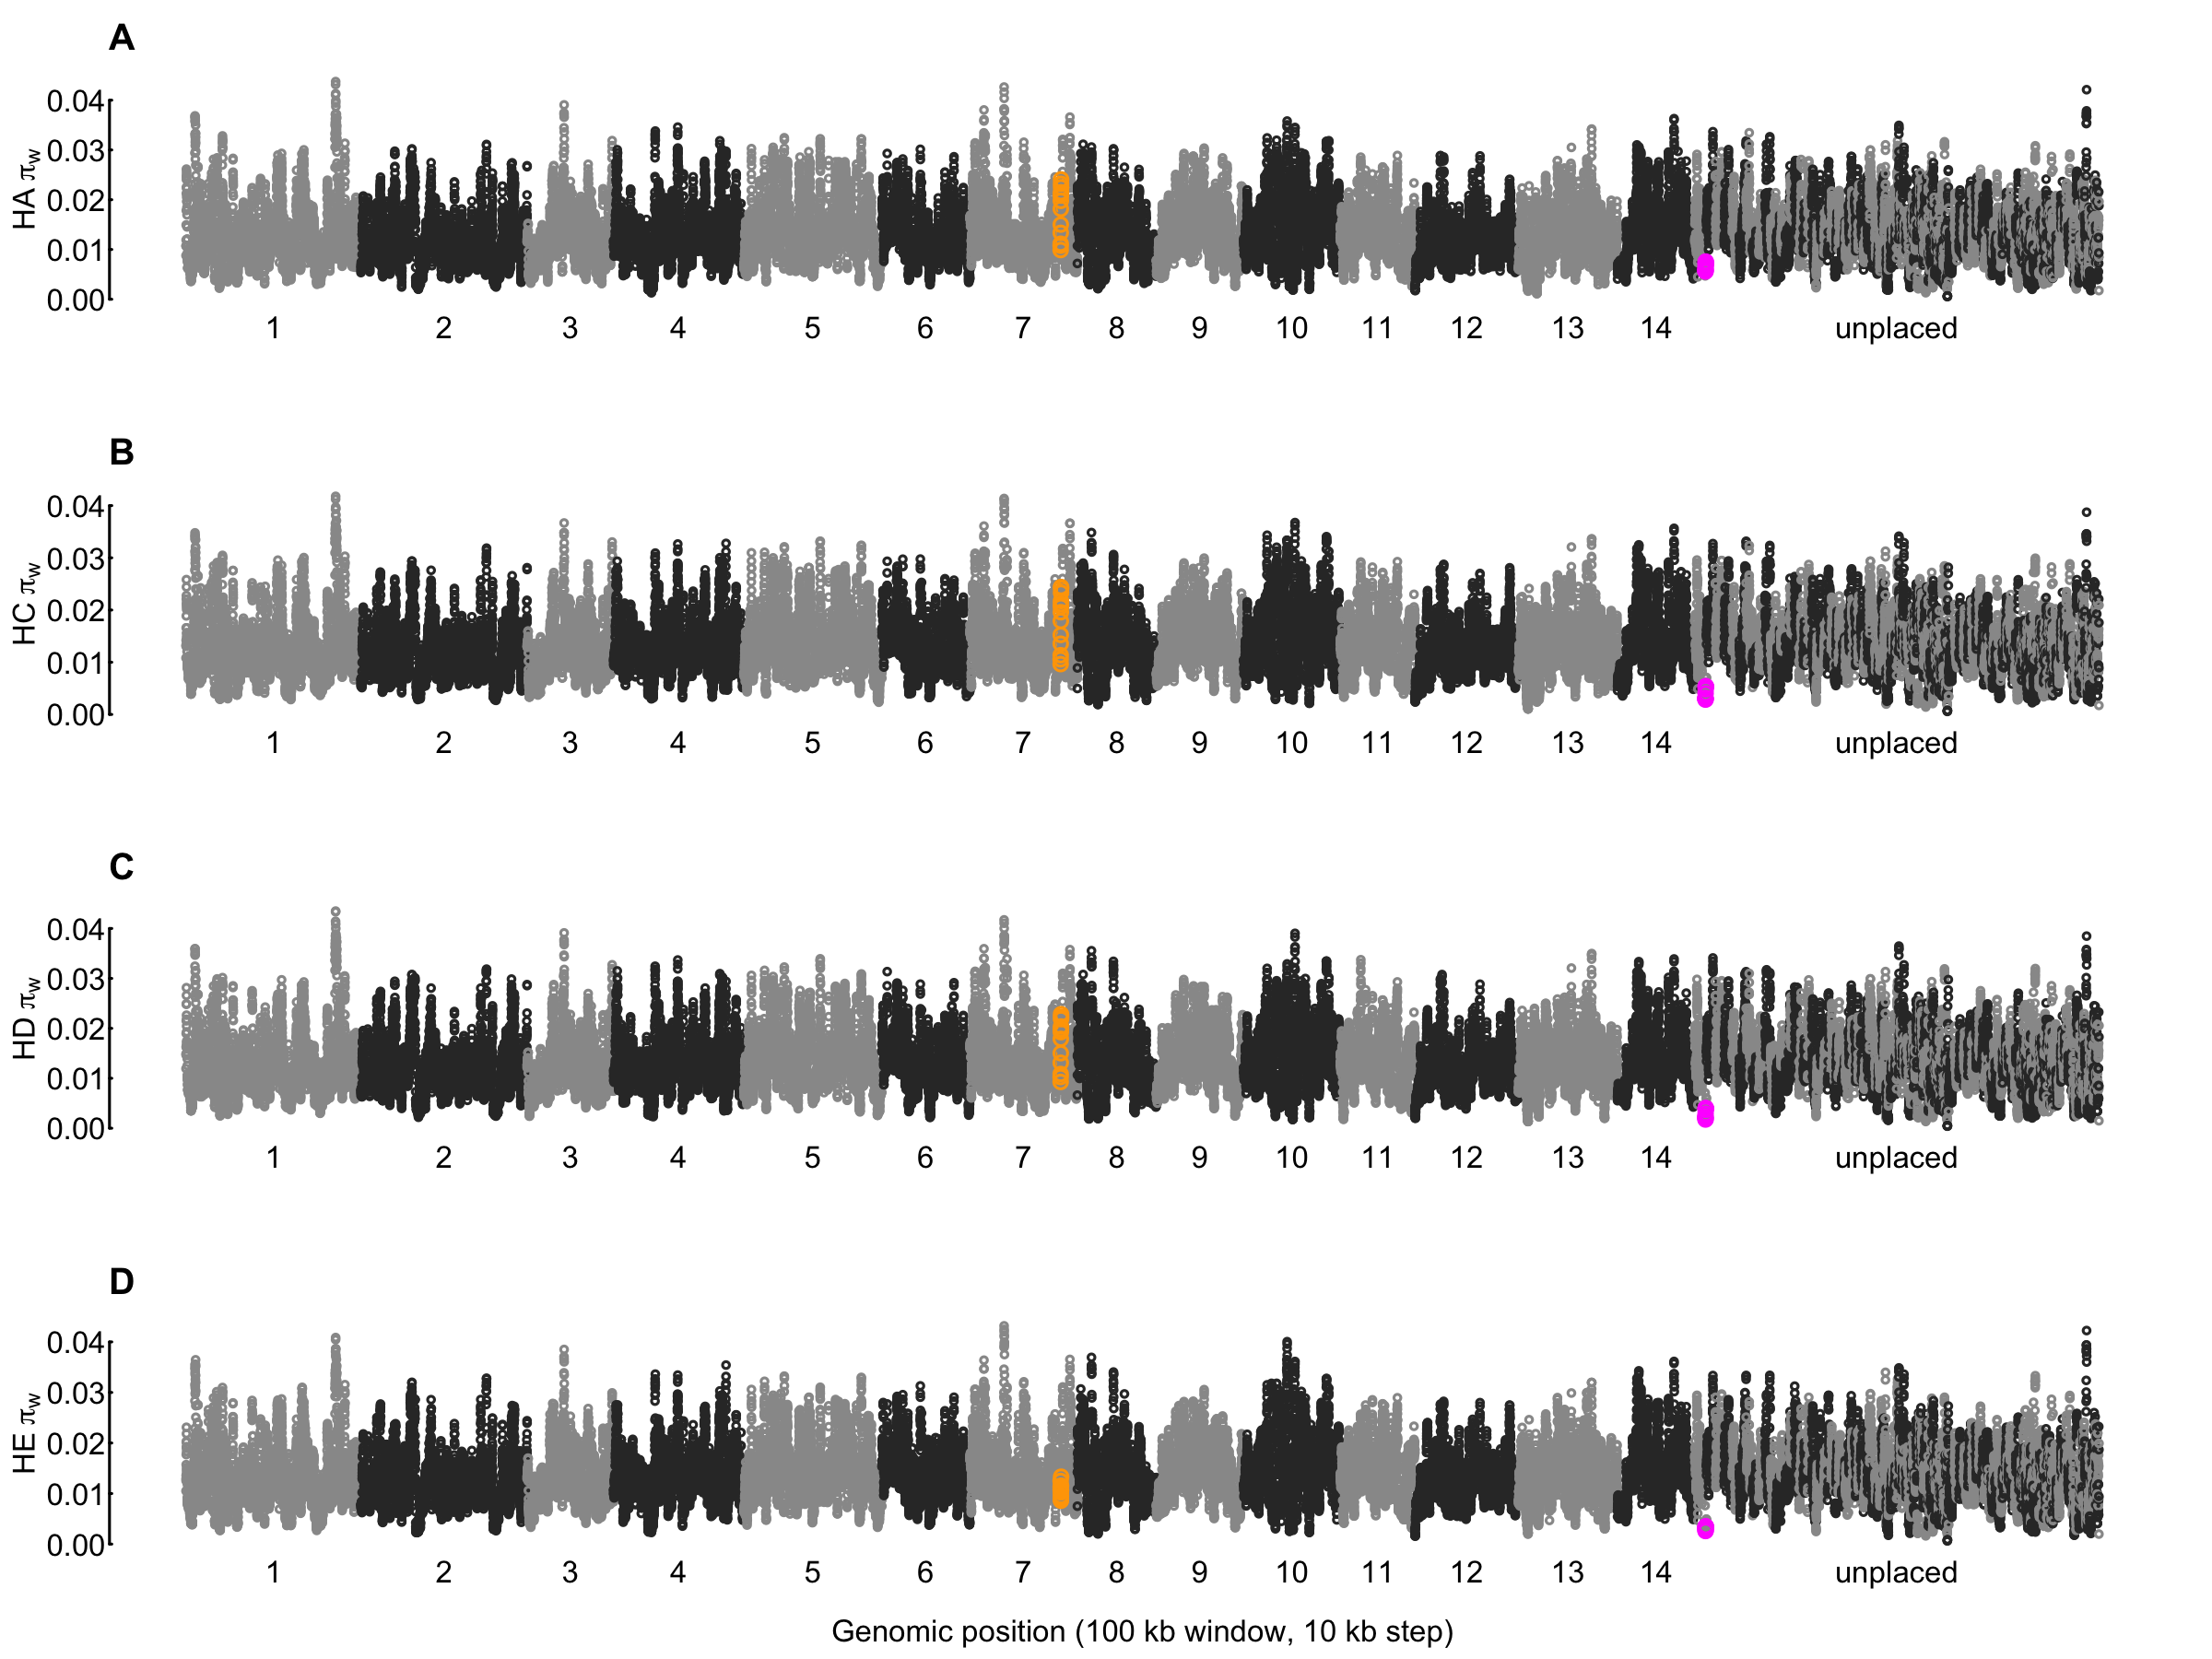 A
HA πw
0.04
0.03
0.02
0.01
0.00
1 2 3 4 5 6 7 8 9 10 11 12 13 14 unplaced
B
HC πw
0.04
0.03
0.02
0.01
0.00
1 2 3 4 5 6 7 8 9 10 11 12 13 14 unplaced
C
HD πw
0.04
0.03
0.02
0.01
0.00
1 2 3 4 5 6 7 8 9 10 11 12 13 14 unplaced
D
HE πw
0.04
0.03
0.02
0.01
0.00
1 2 3 4 5 6 7 8 9 10 11 12 13 14 unplaced
Genomic position (100 kb window, 10 kb step)